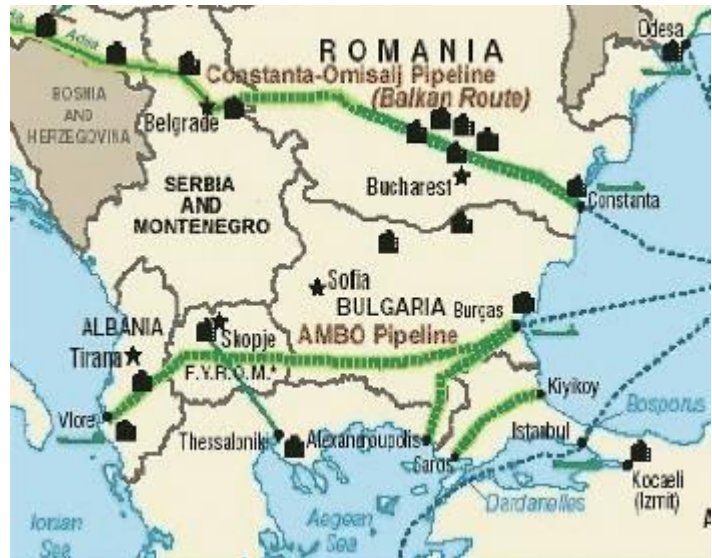 Adria
Odesa
ROMANIA
Constanta-Omisalj Pipeline
(Balkan Route)
BOSNIA
AND
HERZEGOVINA
Belgrade
SERBIA
AND
MONTENEGRO
Bucharest
Constanta
Sofia
BULGARIA
Burgas
ALBANIA
Skopje
AMBO Pipeline
Tirana
F.Y.R.O.M.*
Kiyikoy
Vlore
Bosporus
Thessaloniki
Alexandroupolis
Istanbul
Saros
Kocaeli
(Izmit)
Dardanelles
Ionian
Sea
Aegean
Sea
A